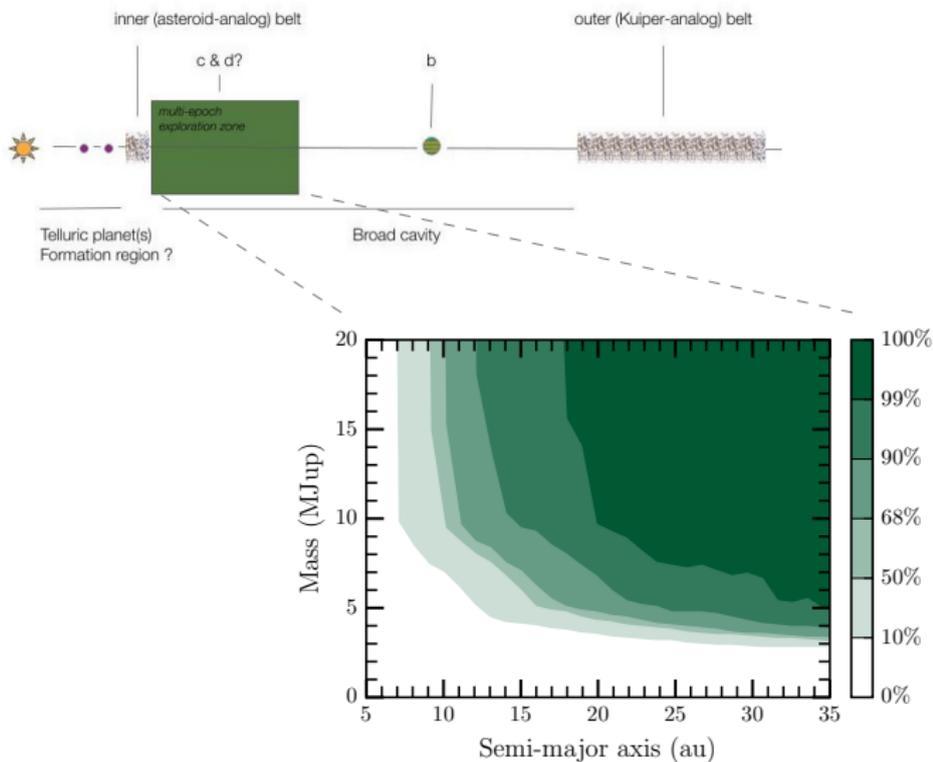 inner (asteroid-analog) belt
outer (Kuiper-analog) belt
c & d?
b
multi-epoch
exploration zone
Telluric planet(s)
Formation region ?
Broad cavity
20
15
10
5
0
Mass (MJup)
5
10
15
20
25
30
35
Semi-major axis (au)
100%
99%
90%
68%
50%
10%
0%